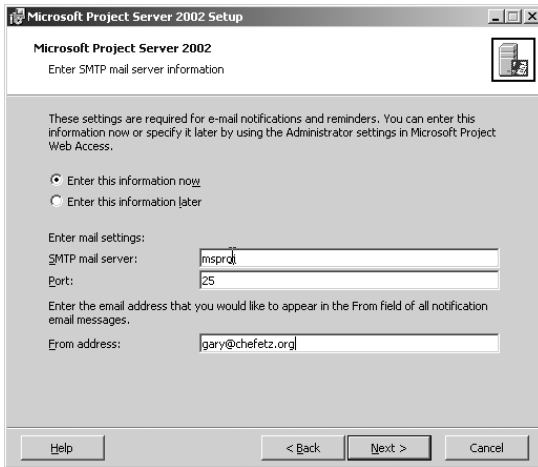 Microsoft Project Server 2002 Setup
Microsoft Project Server 2002
Enter SMTP mail server information
These settings are required for e-mail notifications and reminders. You can enter this
information now or specify it later by using the Administrator settings in Microsoft Project
Web Access.
Enter this information now
Enter this information later
Enter mail settings:
SMTP mail server: msproj
Port: 25
Enter the email address that you would like to appear in the From field of all notification
email messages.
From address: gary@chefetz.org
Help < Back Next > Cancel